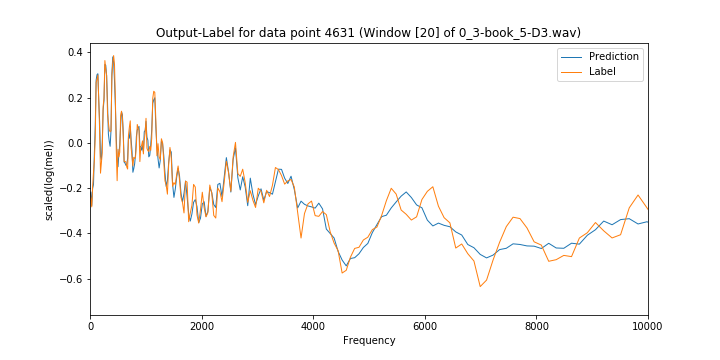 Output-Label for data point 4631 (Window [20] of 0_3-book_5-D3.wav)
Prediction
Label
scaled(log(mel))
0.4
0.2
0.0
−0.2
−0.4
−0.6
0
2000
4000
6000
8000
10000
Frequency